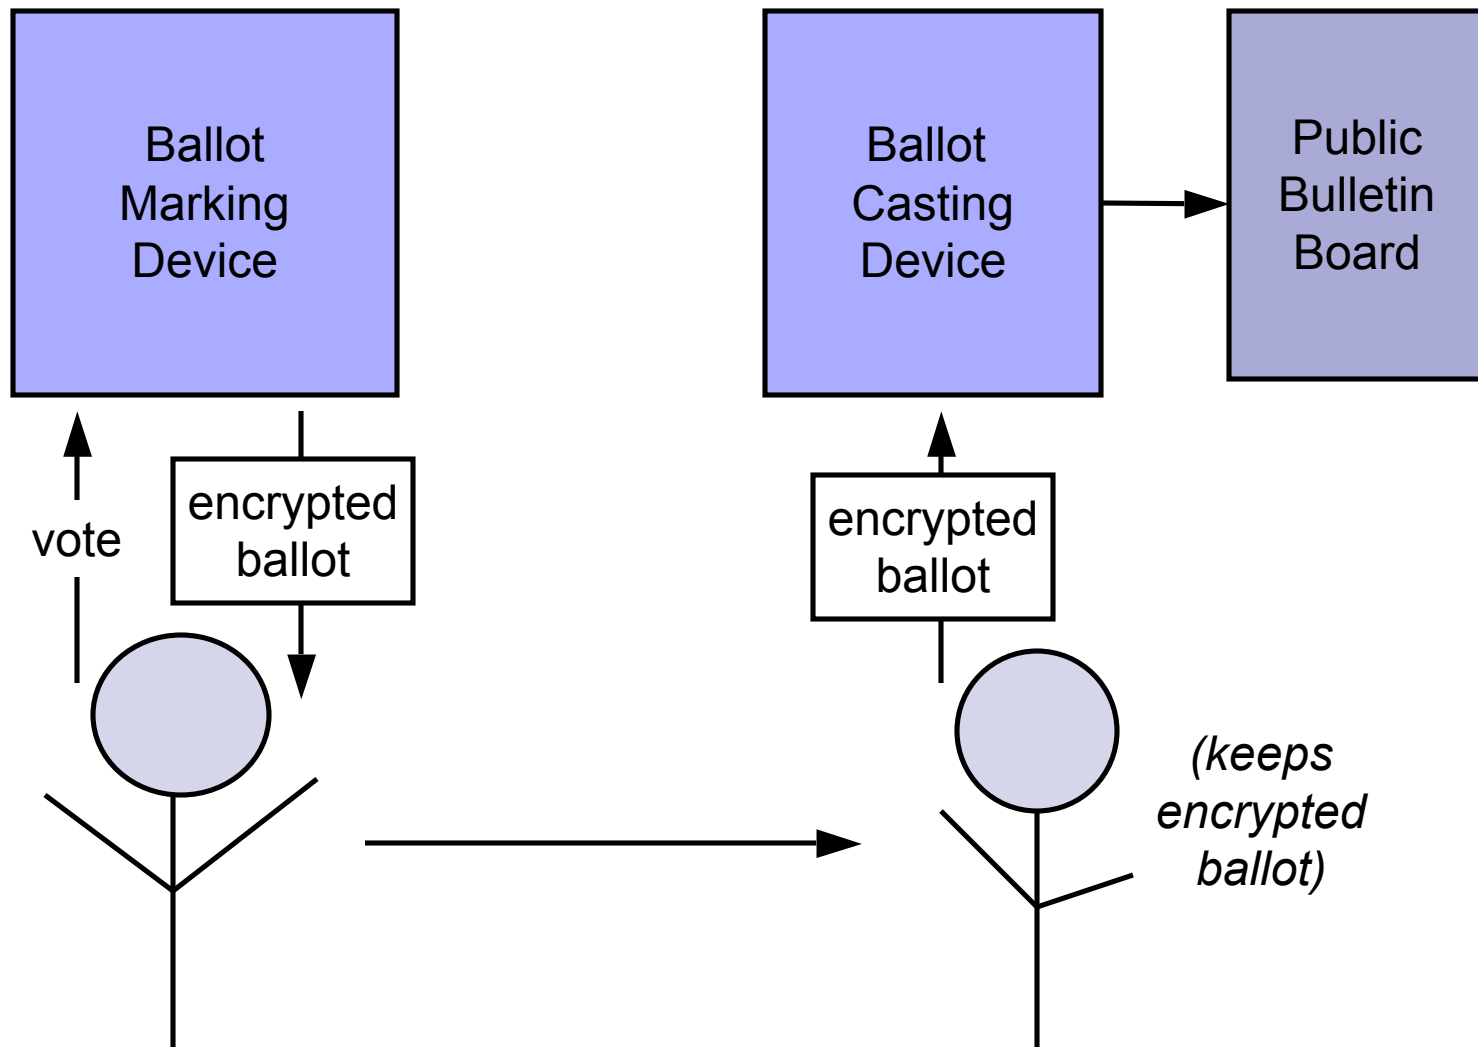 Ballot
Marking
Device
Ballot
Casting
Device
Public
Bulletin
Board
vote
encrypted
ballot
encrypted
ballot
(keeps
encrypted
ballot)